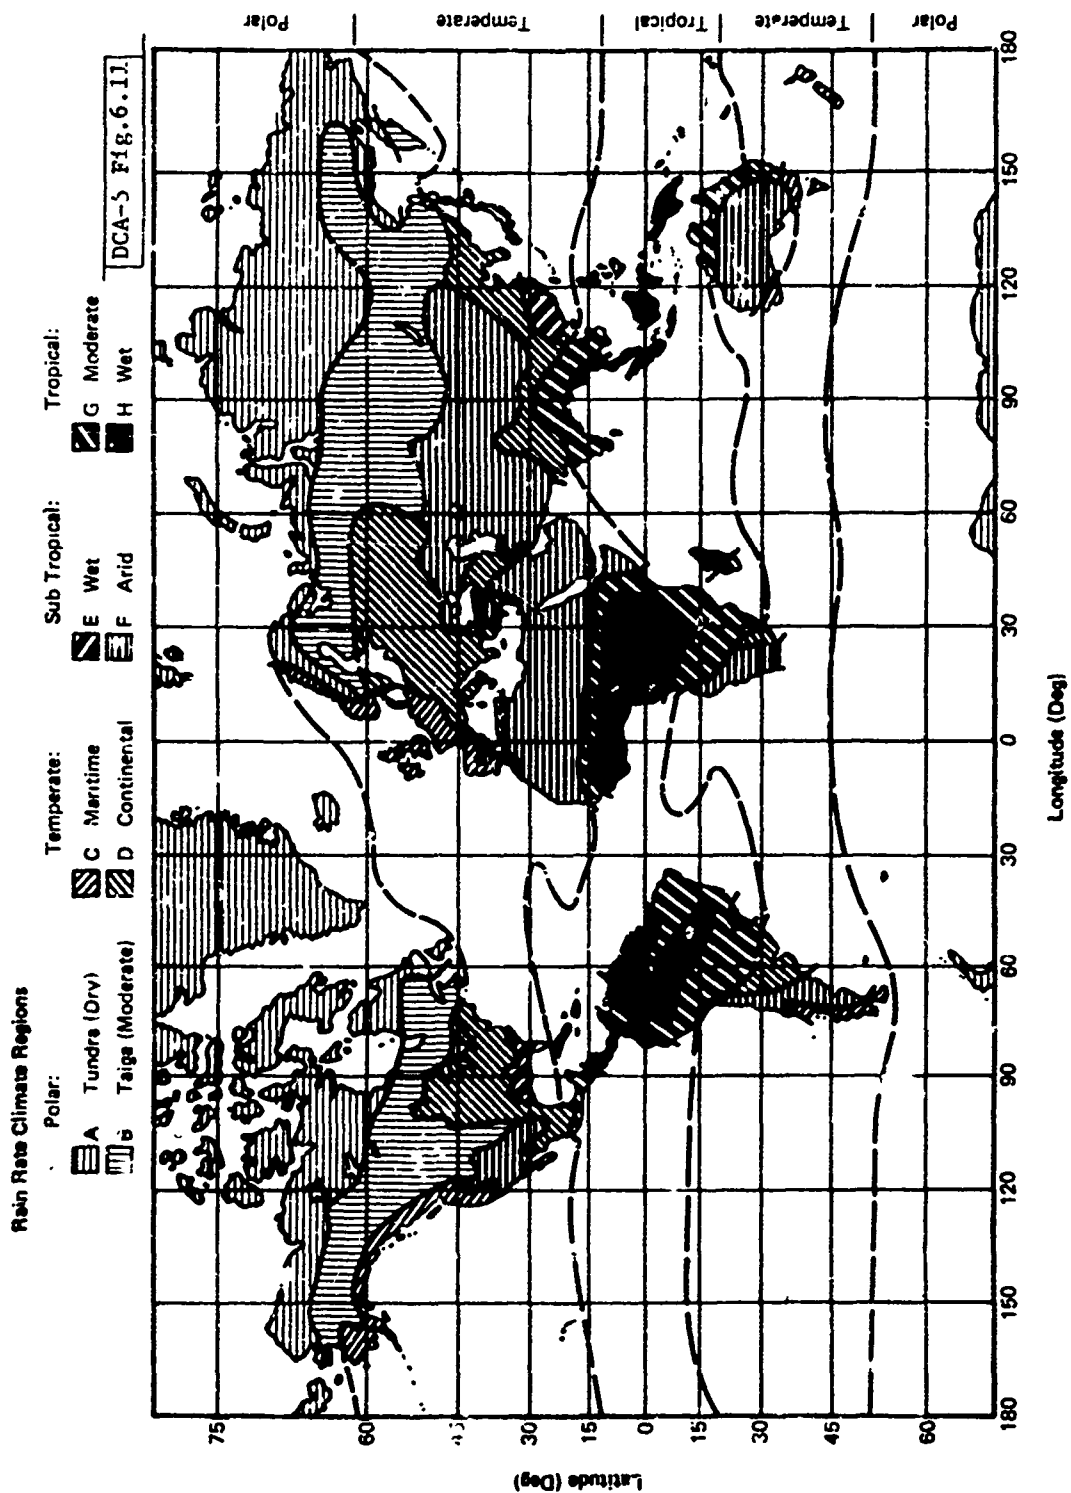 Rain Rate Climate Regions
Polar:
A Tundra (Dry)
B Taiga (Moderate)
Temperate:
C Maritime
D Continental
Sub Tropical:
E Wet
F Arid
Tropical:
G Moderate
H Wet
DCA-5 Fig.6.11
Polar
Temperate
Tropical
Temperate
Polar
75
60
45
30
15
0
15
30
45
60
Latitude (Deg)
180
150
120
90
60
30
0
30
60
90
120
150
180
Longitude (Deg)